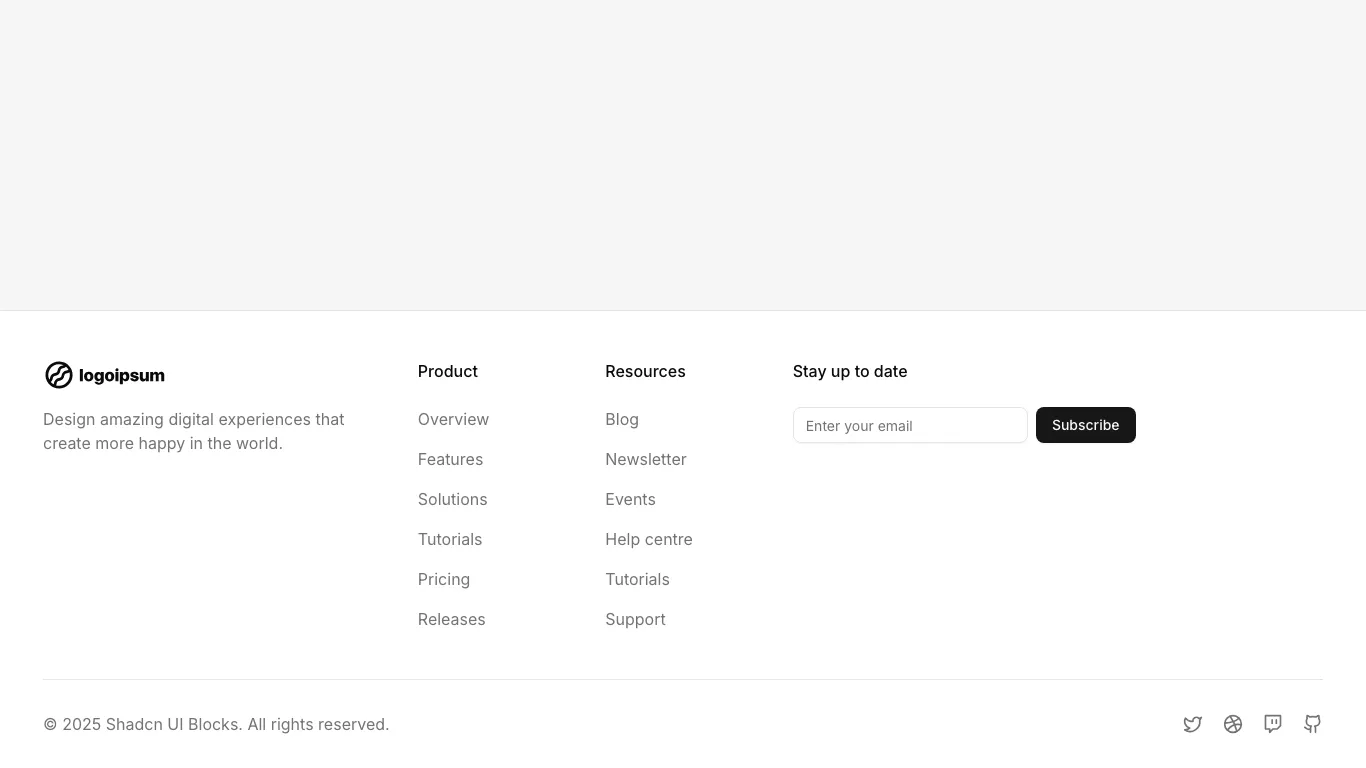 logoipsum
Design amazing digital experiences that
create more happy in the world.
Product
Overview
Features
Solutions
Tutorials
Pricing
Releases
Resources
Blog
Newsletter
Events
Help centre
Tutorials
Support
Stay up to date
Enter your email
Subscribe
© 2025 Shadcn UI Blocks. All rights reserved.